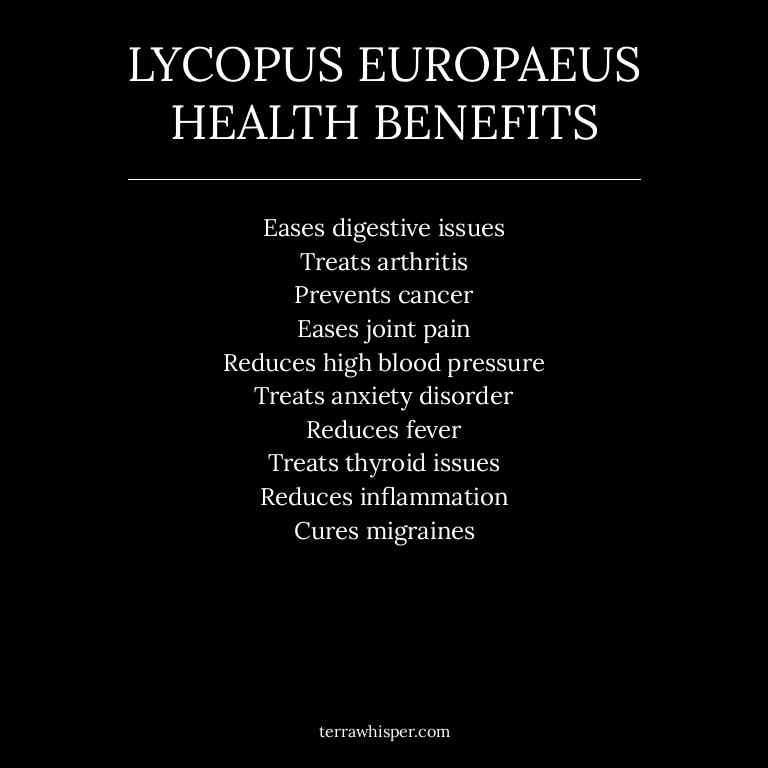 LYCOPUS EUROPAEUS
HEALTH BENEFITS
Eases digestive issues
Treats arthritis
Prevents cancer
Eases joint pain
Reduces high blood pressure
Treats anxiety disorder
Reduces fever
Treats thyroid issues
Reduces inflammation
Cures migraines
terrawhisper.com